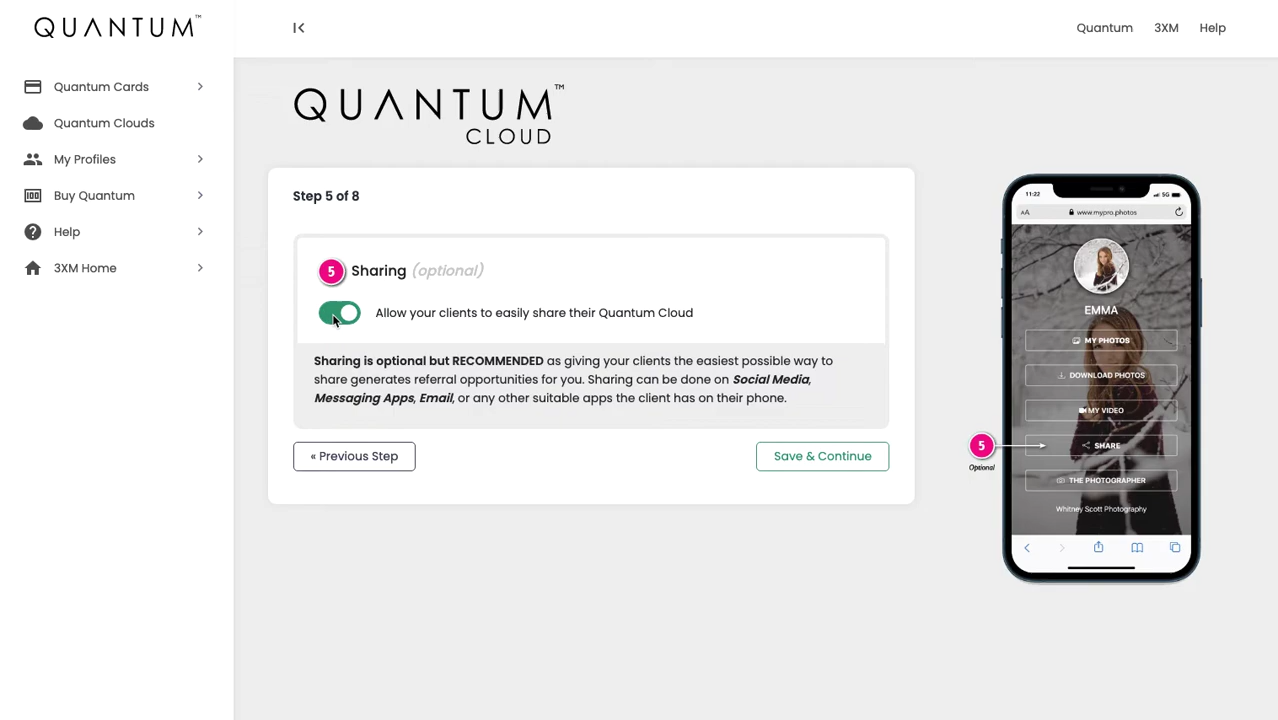 QUANTUM™
Quantum Cards
Quantum Clouds
My Profiles
Buy Quantum
Help
3XM Home
Quantum 3XM Help
QUANTUM™
CLOUD
Step 5 of 8
5 Sharing (optional)
Allow your clients to easily share their Quantum Cloud
Sharing is optional but RECOMMENDED as giving your clients the easiest possible way to
share generates referral opportunities for you. Sharing can be done on Social Media,
Messaging Apps, Email, or any other suitable apps the client has on their phone.
« Previous Step
Save & Continue
11:22 5G
AA www.mypro.photos
EMMA
MY PHOTOS
DOWNLOAD PHOTOS
MY VIDEO
5 SHARE
Optional
THE PHOTOGRAPHER
Whitney Scott Photography